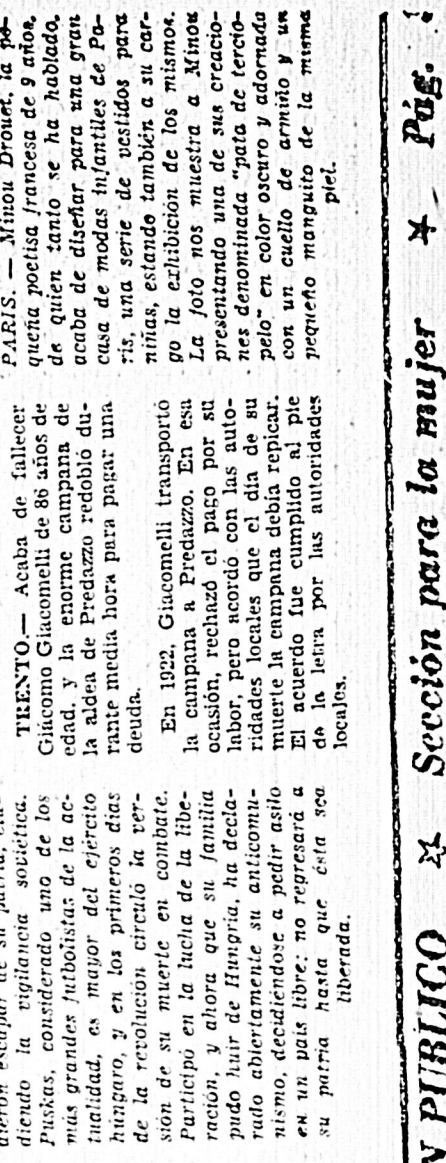 escapar de su patria, elu-
diendo la vigilancia soviética.
Puskas, considerado uno de los
más grandes futbolistas de la ac-
tualidad, es mayor del ejército
húngaro, y en los primeros días
de la revolución circuló la ver-
sión de su muerte en combate.
Participó en la lucha de la libe-
ración, y ahora que su familia
pudo huir de Hungría, ha decla-
rado abiertamente su anticomu-
nismo, decidiéndose a pedir asilo
en un país libre; no regresará a
su patria hasta que ésta sea
liberada.
TRENTO.— Acaba de fallecer
Giácomo Giacomelli de 86 años de
edad, y la enorme campana de
la aldea de Predazzo redobló du-
rante media hora para pagar una
deuda.
En 1922, Giacomelli transportó
la campana a Predazzo. En esa
ocasión, rechazó el pago por su
labor, pero acordó con las auto-
ridades locales que el día de su
muerte la campana debía repicar.
El acuerdo fue cumplido al pie
de la letra por las autoridades
locales.
PARIS. — Minou Drouet, la pe-
queña poetisa francesa de 9 años,
de quien tanto se ha hablado,
acaba de diseñar para una gran
casa de modas infantiles de Pa-
rís, una serie de vestidos para
niñas, estando también a su car-
go la exhibición de los mismos.
La foto nos muestra a Minou
presentando una de sus creacio-
nes denominada "pata de tercio-
pelo" en color oscuro y adornada
con un cuello de armiño y un
pequeño manguito de la misma
piel.
N PUBLICO ☆ Sección para la mujer ★ Pág.